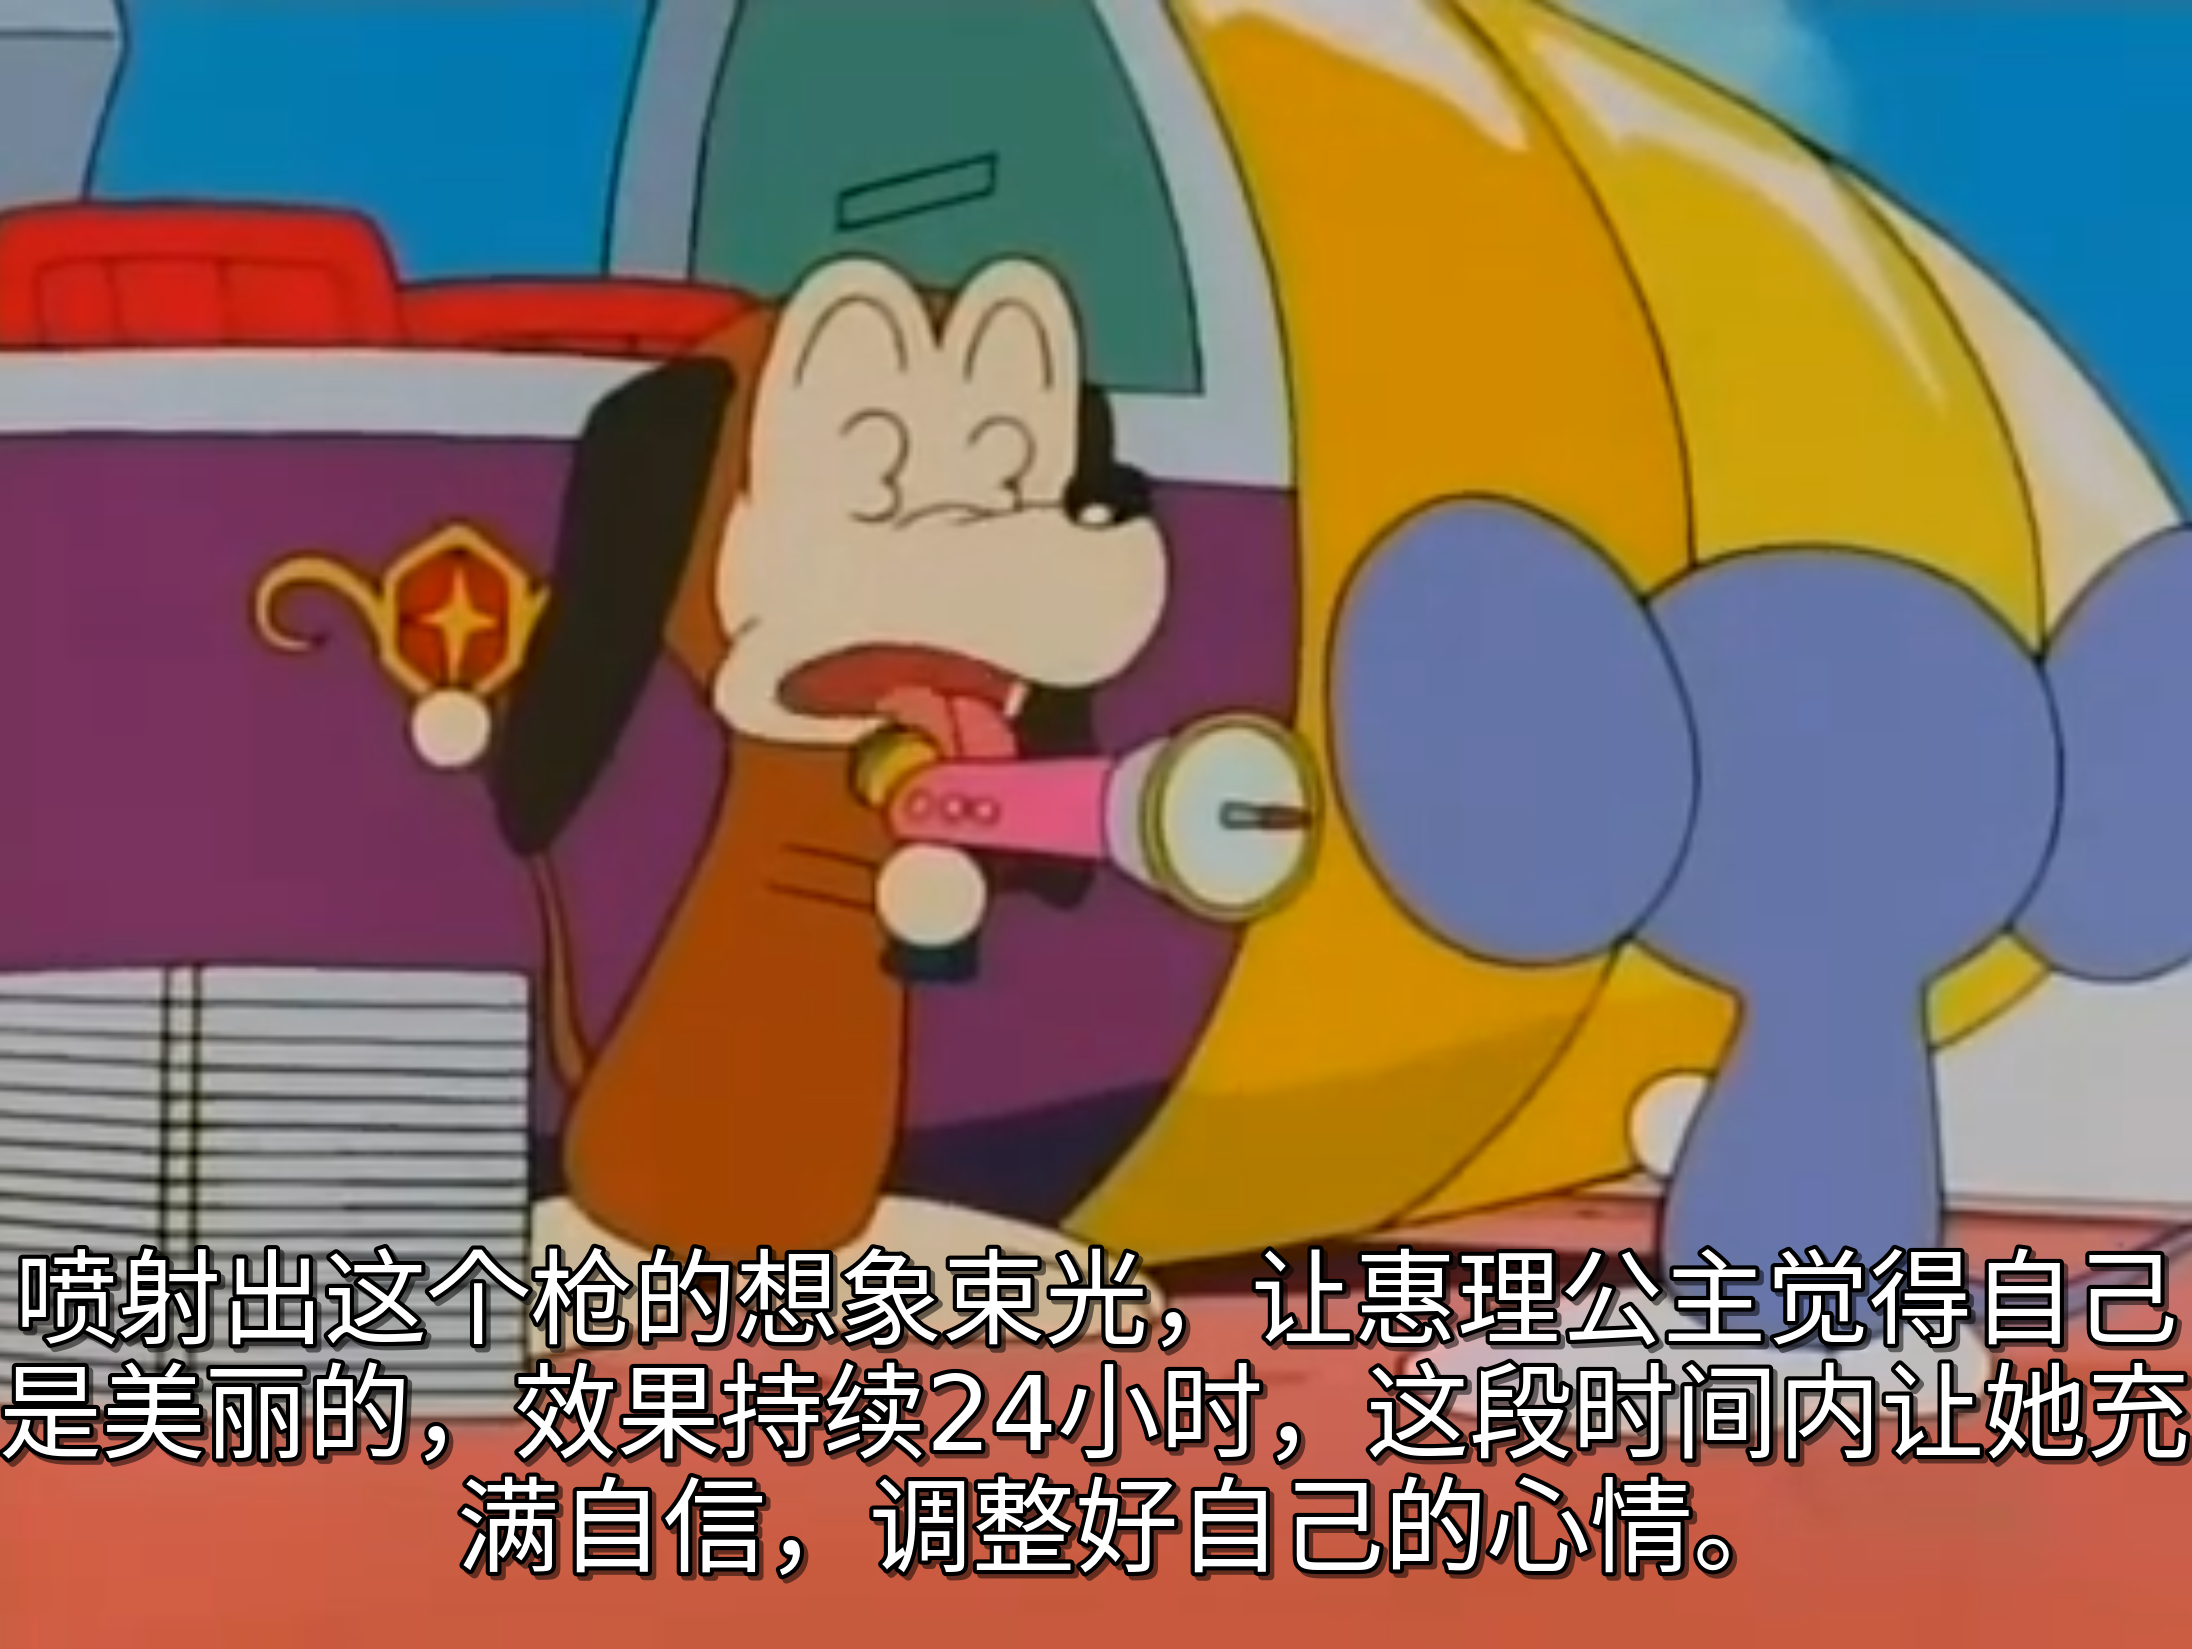 喷射出这个枪的想象束光，让惠理公主觉得自己
是美丽的，效果持续24小时，这段时间内让她充
满自信，调整好自己的心情。